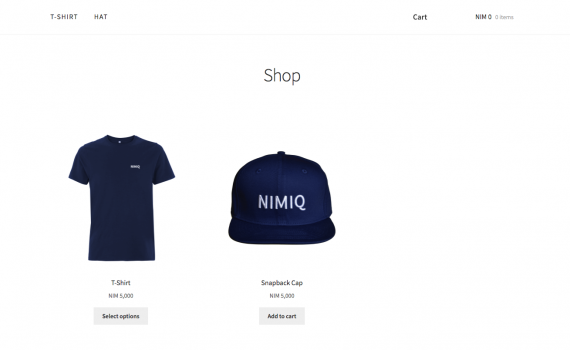 T-SHIRT HAT Cart NIM 0 0 items
Shop
NIMIQ
NIMIQ
T-Shirt Snapback Cap
NIM 5,000 NIM 5,000
Select options Add to cart